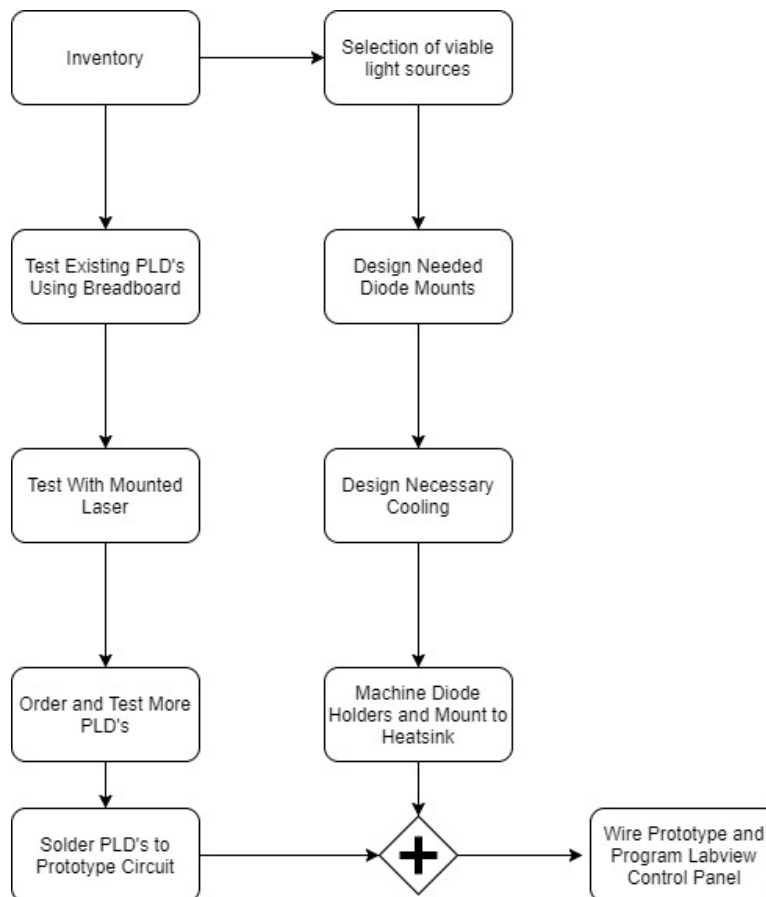 Inventory
Selection of viable
light sources
Test Existing PLD's
Using Breadboard
Design Needed
Diode Mounts
Test With Mounted
Laser
Design Necessary
Cooling
Order and Test More
PLD's
Machine Diode
Holders and Mount to
Heatsink
Solder PLD's to
Prototype Circuit
Wire Prototype and
Program Labview
Control Panel